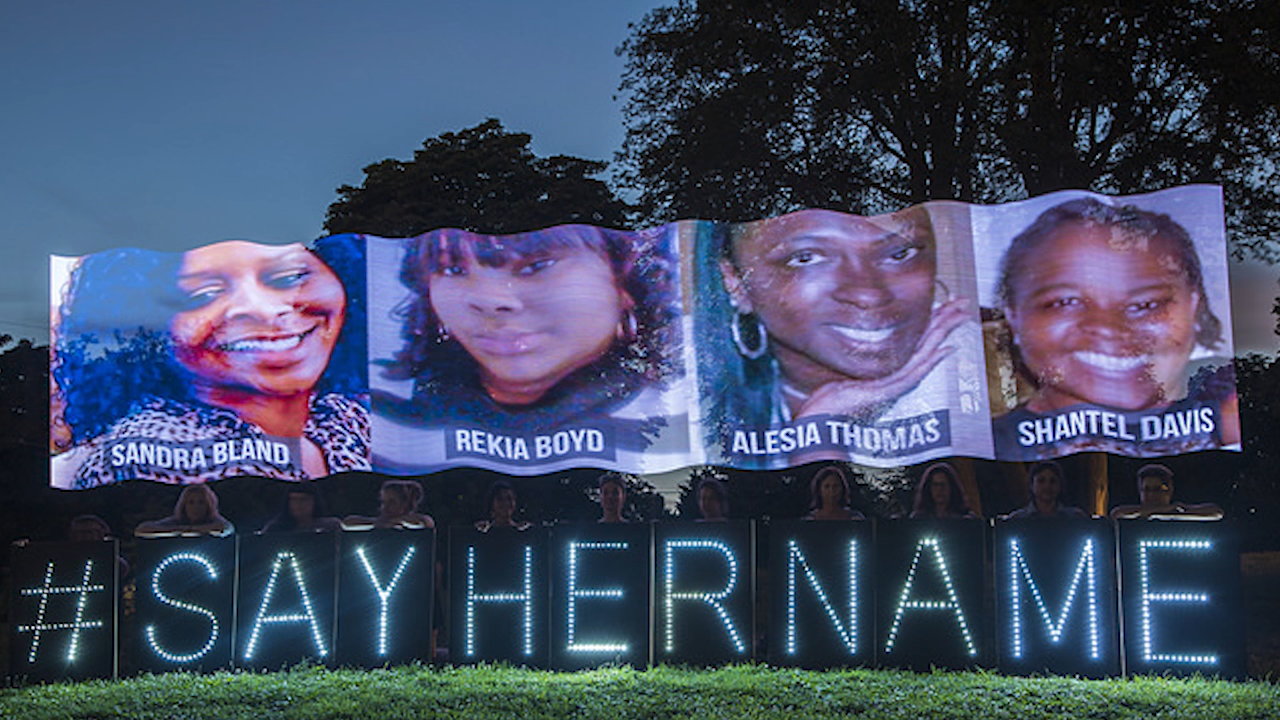 SANDRA BLAND
REKIA BOYD
ALESIA THOMAS
SHANTEL DAVIS
#SAYHERNAME